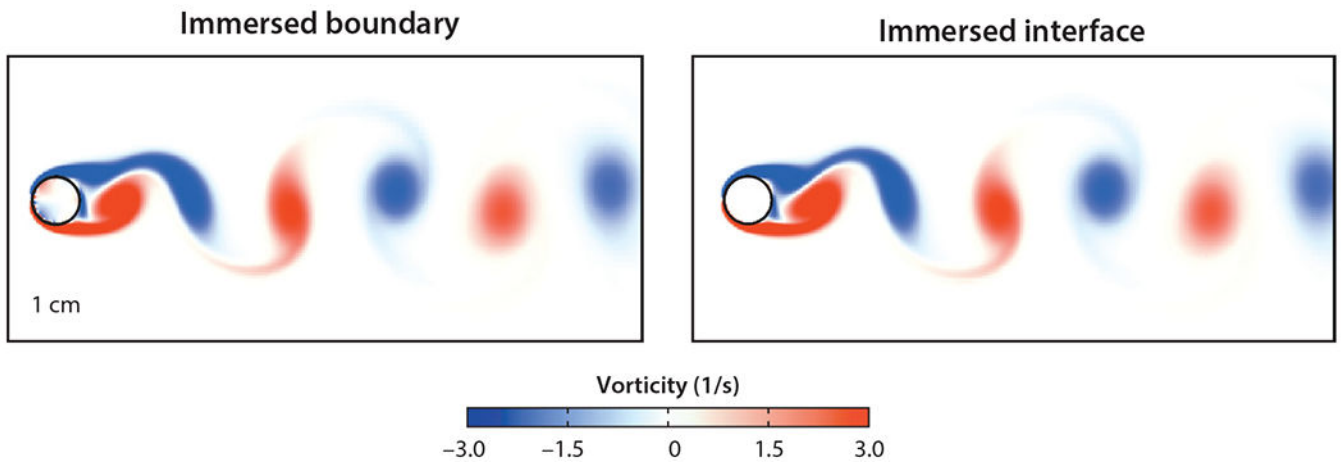 Immersed boundary
Immersed interface
1 cm
Vorticity (1/s)
−3.0 −1.5 0 1.5 3.0